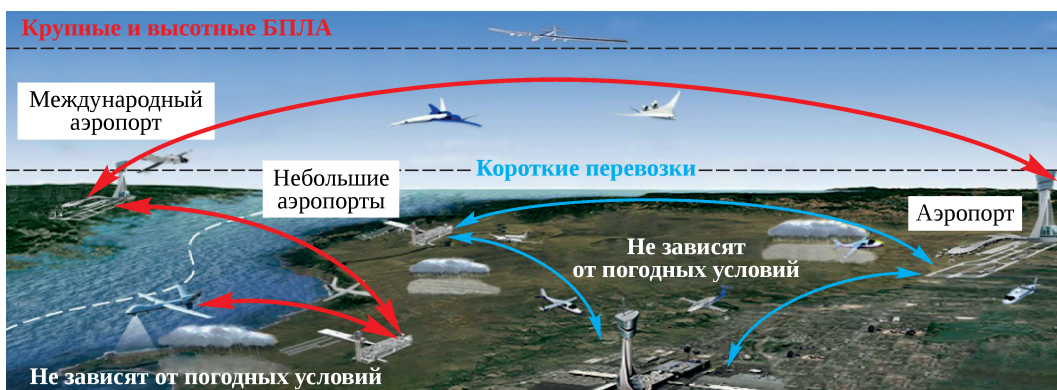 Крупные и высотные БПЛА
Международный
аэропорт
Короткие перевозки
Небольшие
аэропорты
Аэропорт
Не зависят
от погодных условий
Не зависят от погодных условий